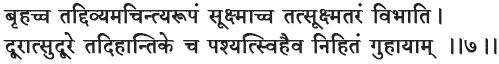 बृहच्च तद्दिव्यमचिन्त्यरूपं सूक्ष्माच्च तत्सूक्ष्मतरं विभाति ।
दूरात्सुदूरे तदिहान्तिके च पश्यत्स्विहैव निहितं गुहायाम् ।।७।।